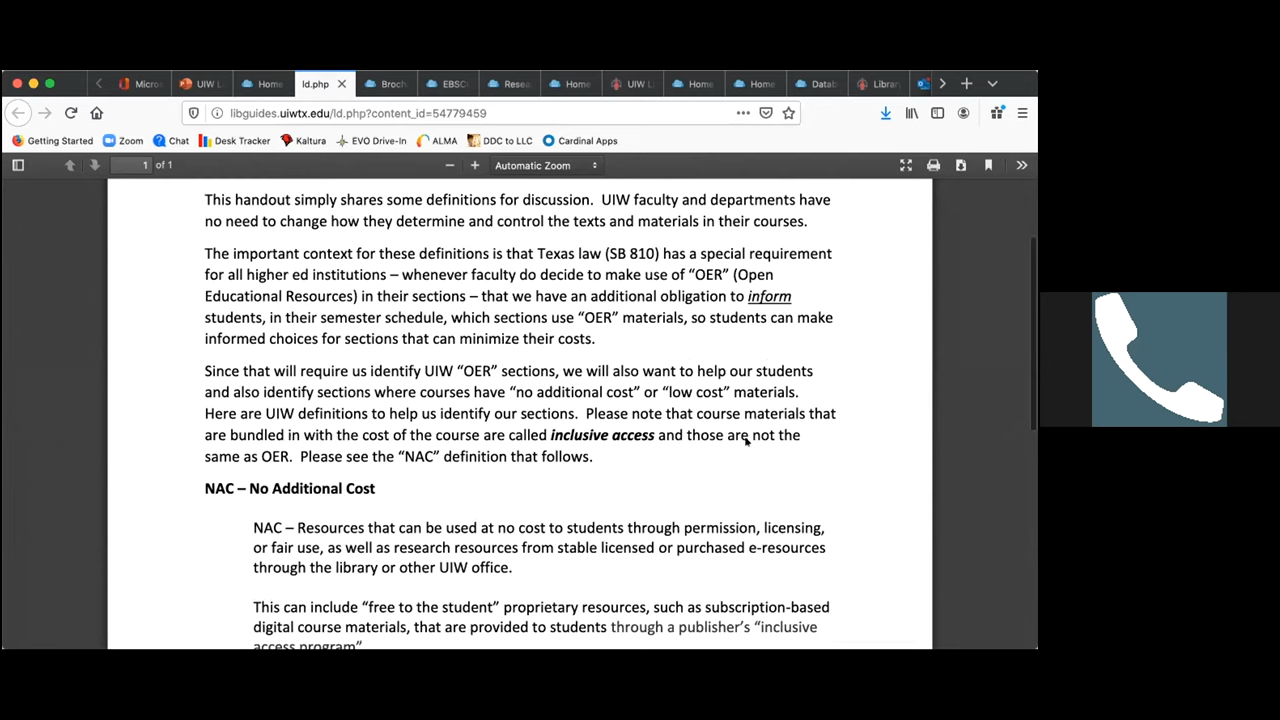 Micros
UIW L
Home
ld.php
Broch
EBSC
Resea
Home
UIW L
Home
Home
Datab
Library
libguides.uiwtx.edu/ld.php?content_id=54779459
Getting Started Zoom Chat Desk Tracker Kaltura EVO Drive-In ALMA DDC to LLC Cardinal Apps
1 of 1 Automatic Zoom
This handout simply shares some definitions for discussion. UIW faculty and departments have
no need to change how they determine and control the texts and materials in their courses.
The important context for these definitions is that Texas law (SB 810) has a special requirement
for all higher ed institutions – whenever faculty do decide to make use of “OER” (Open
Educational Resources) in their sections – that we have an additional obligation to inform
students, in their semester schedule, which sections use “OER” materials, so students can make
informed choices for sections that can minimize their costs.
Since that will require us identify UIW “OER” sections, we will also want to help our students
and also identify sections where courses have “no additional cost” or “low cost” materials.
Here are UIW definitions to help us identify our sections. Please note that course materials that
are bundled in with the cost of the course are called inclusive access and those are not the
same as OER. Please see the “NAC” definition that follows.
NAC – No Additional Cost
NAC – Resources that can be used at no cost to students through permission, licensing,
or fair use, as well as research resources from stable licensed or purchased e-resources
through the library or other UIW office.
This can include “free to the student” proprietary resources, such as subscription-based
digital course materials, that are provided to students through a publisher’s “inclusive
access program”